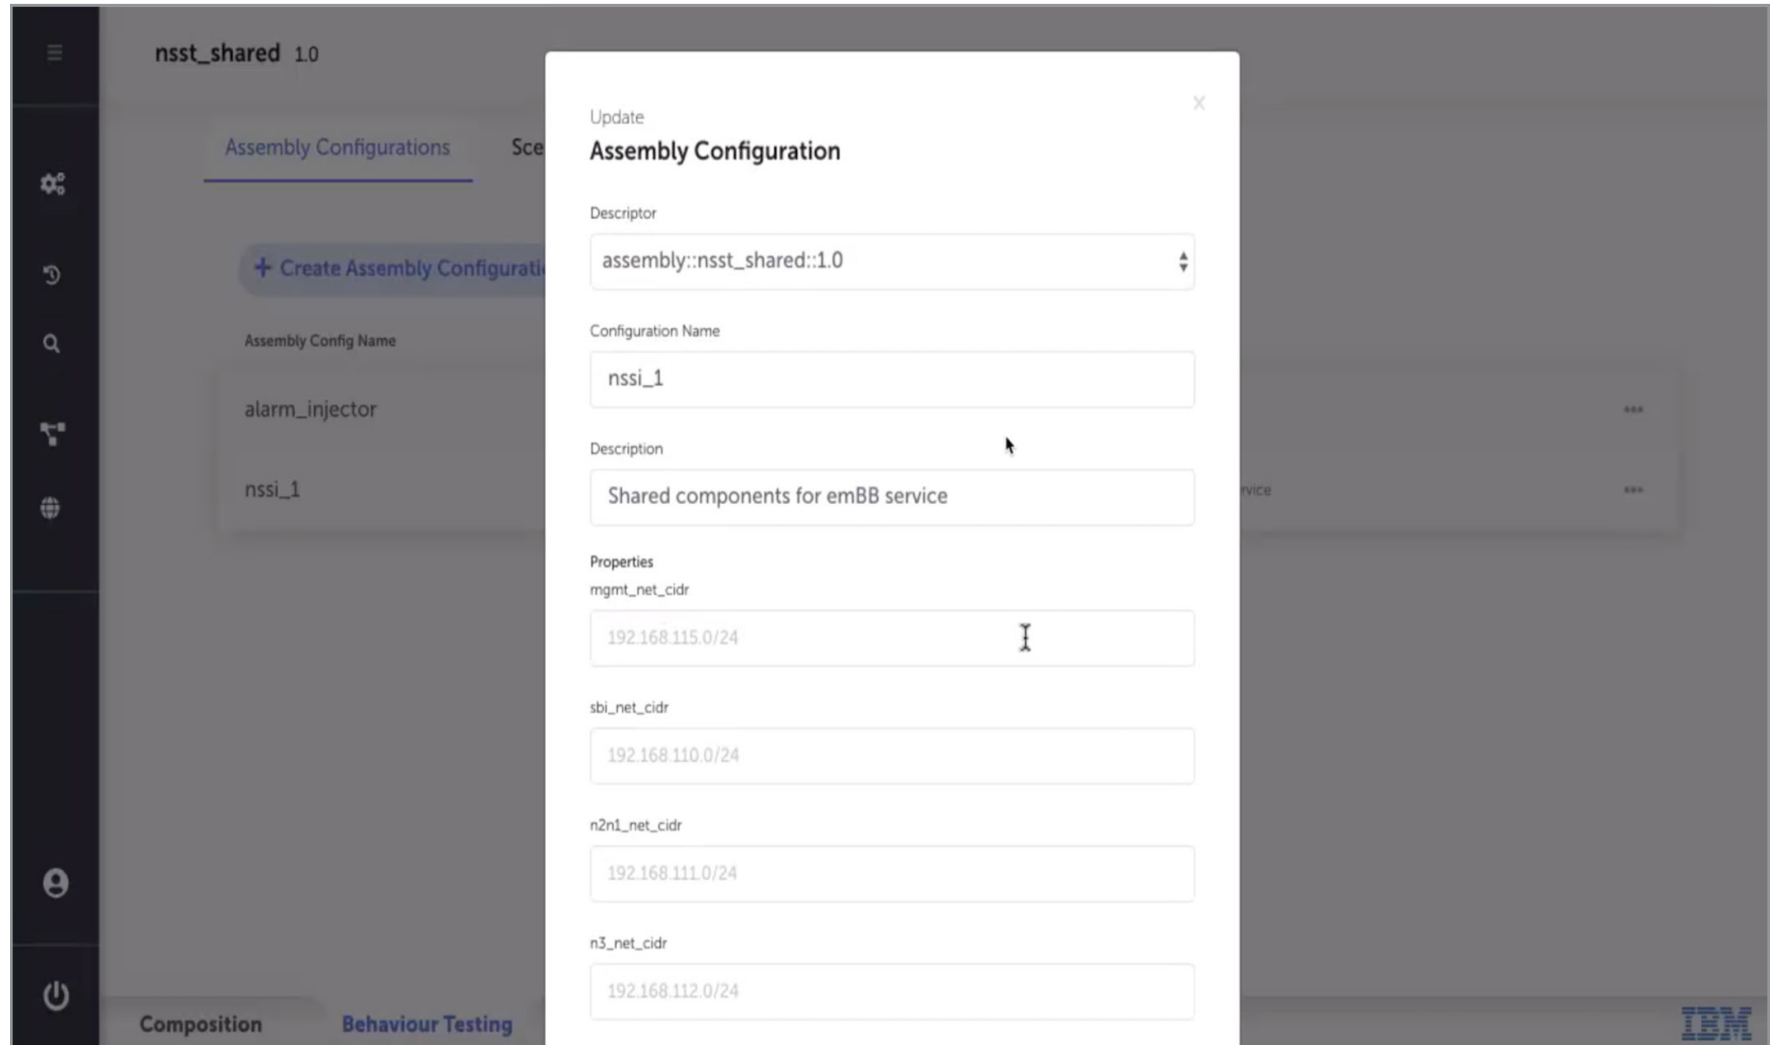 nsst_shared 1.0
Assembly Configurations
Sce
+ Create Assembly Configuratio
Assembly Config Name
alarm_injector
nssi_1
rvice
Update
Assembly Configuration
x
Descriptor
assembly::nsst_shared::1.0
Configuration Name
nssi_1
Description
Shared components for emBB service
Properties
mgmt_net_cidr
192.168.115.0/24
sbi_net_cidr
192.168.110.0/24
n2n1_net_cidr
192.168.111.0/24
n3_net_cidr
192.168.112.0/24
Composition
Behaviour Testing
IBM